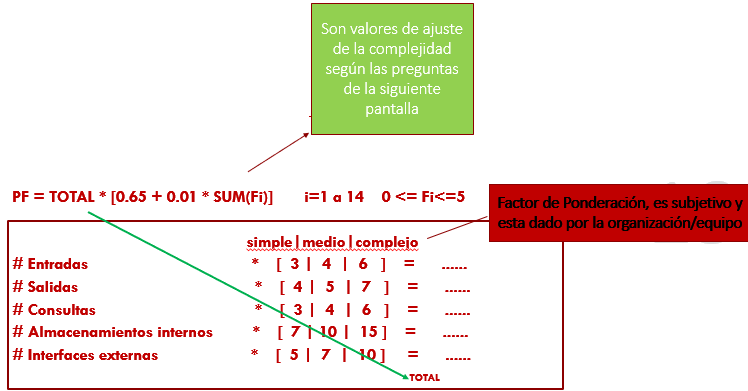 Son valores de ajuste
de la complejidad
según las preguntas
de la siguiente
pantalla
PF = TOTAL * [0.65 + 0.01 * SUM(Fi)] i=1 a 14 0 <= Fi<=5
Factor de Ponderación, es subjetivo y
esta dado por la organización/equipo
simple|medio|complejo
# Entradas * [ 3 | 4 | 6 ] = ......
# Salidas * [ 4 | 5 | 7 ] = ......
# Consultas * [ 3 | 4 | 6 ] = ......
# Almacenamientos internos * [ 7 | 10 | 15 ] = ......
# Interfaces externas * [ 5 | 7 | 10 ] = ......
TOTAL